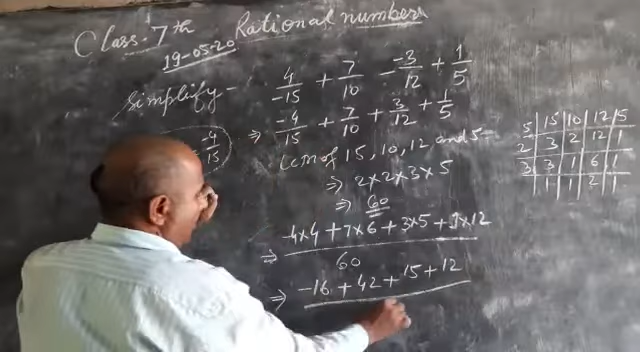 Class-7th Rational numbers
19-05-20
Simplify - 4/-15 + 7/10 - -3/12 + 1/5
⇒ -4/15 + 7/10 + 3/12 + 1/5
-4/15
LCM of 15, 10, 12 and 5 -
⇒ 2×2×3×5
⇒ 60
⇒ -4×4 + 7×6 + 3×5 + 1×12 / 60
⇒ -16 + 42 + 15 + 12
5 | 15 | 10 | 12 | 5
2 | 3 | 2 | 12 | 1
3 | 3 | 1 | 6 | 1
1 | 1 | 2 | 1